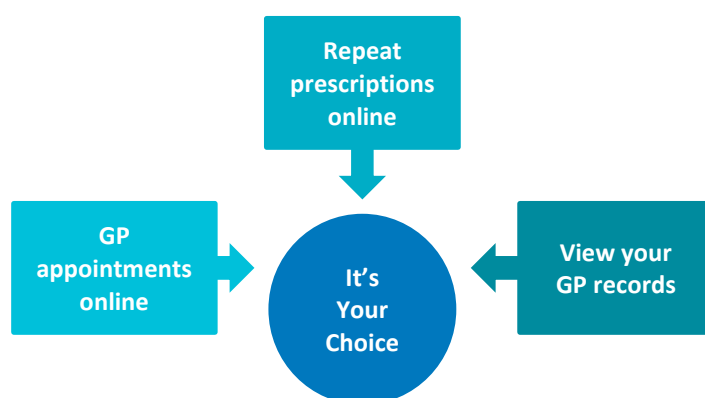 Repeat
prescriptions
online
GP
appointments
online
It's
Your
Choice
View your
GP records